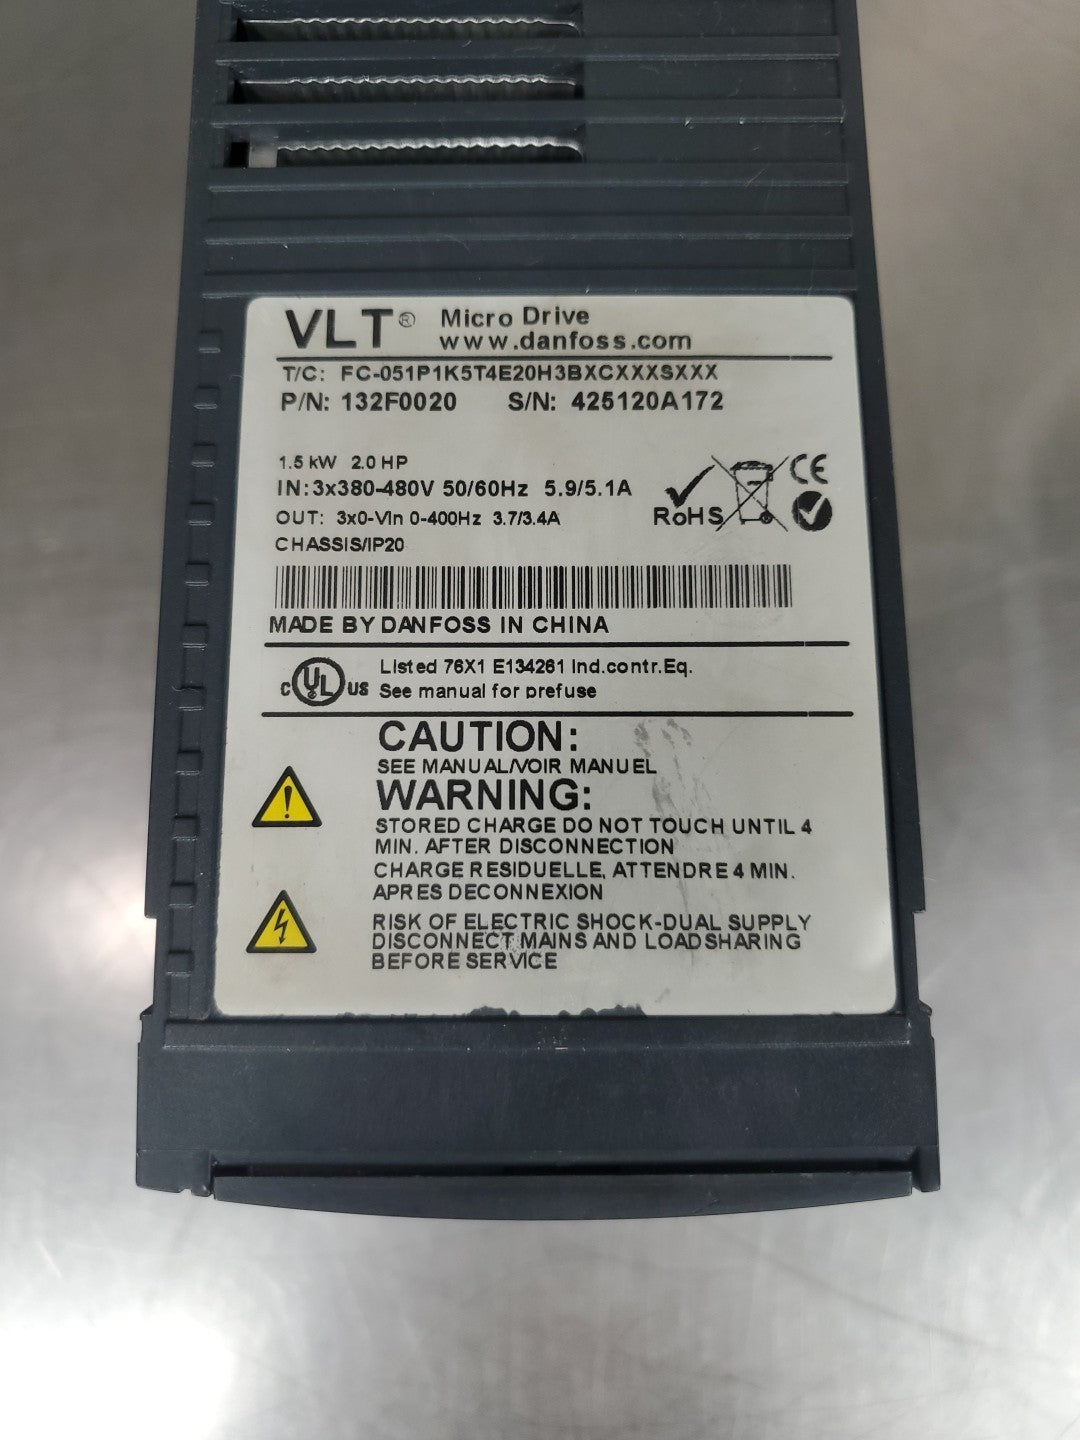 VLT® Micro Drive
www.danfoss.com
T/C: FC-051P1K5T4E20H3BXCXXXSXXX
P/N: 132F0020 S/N: 425120A172
1.5 kW 2.0 HP
IN:3x380-480V 50/60Hz 5.9/5.1A
OUT: 3x0-Vin 0-400Hz 3.7/3.4A
CHASSIS/IP20
RoHS
CE
MADE BY DANFOSS IN CHINA
C UL US
Listed 76X1 E134261 Ind.contr.Eq.
See manual for prefuse
CAUTION:
SEE MANUAL/VOIR MANUEL
WARNING:
STORED CHARGE DO NOT TOUCH UNTIL 4
MIN. AFTER DISCONNECTION
CHARGE RESIDUELLE, ATTENDRE 4 MIN.
APRES DECONNEXION
RISK OF ELECTRIC SHOCK-DUAL SUPPLY
DISCONNECT MAINS AND LOADSHARING
BEFORE SERVICE